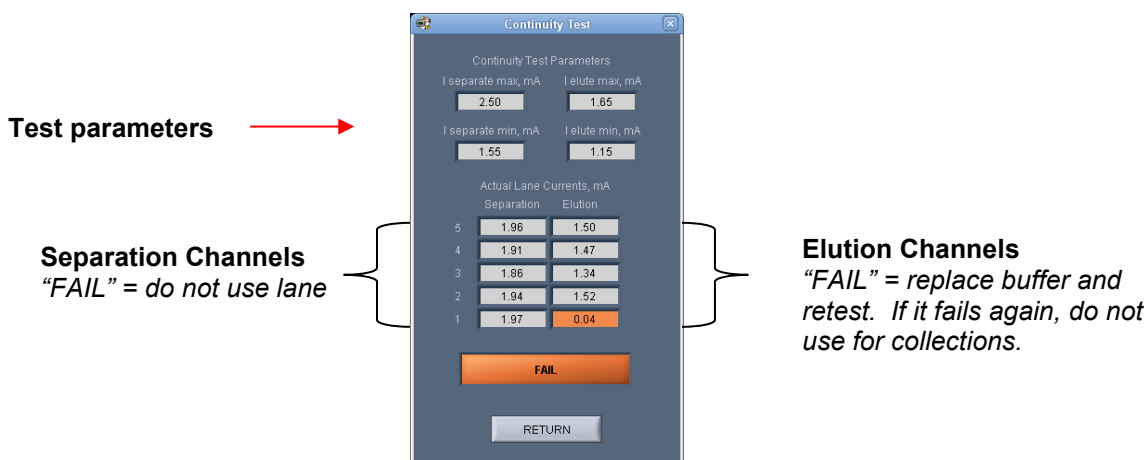 Continuity Test
Continuity Test Parameters
I separate max, mA I elute max, mA
2.50 1.65
Test parameters
I separate min, mA I elute min, mA
1.55 1.15
Actual Lane Currents, mA
Separation Elution
5 1.96 1.50
4 1.91 1.47
3 1.86 1.34
2 1.94 1.52
1 1.97 0.04
Separation Channels
“FAIL” = do not use lane
Elution Channels
“FAIL” = replace buffer and
retest. If it fails again, do not
use for collections.
FAIL
RETURN